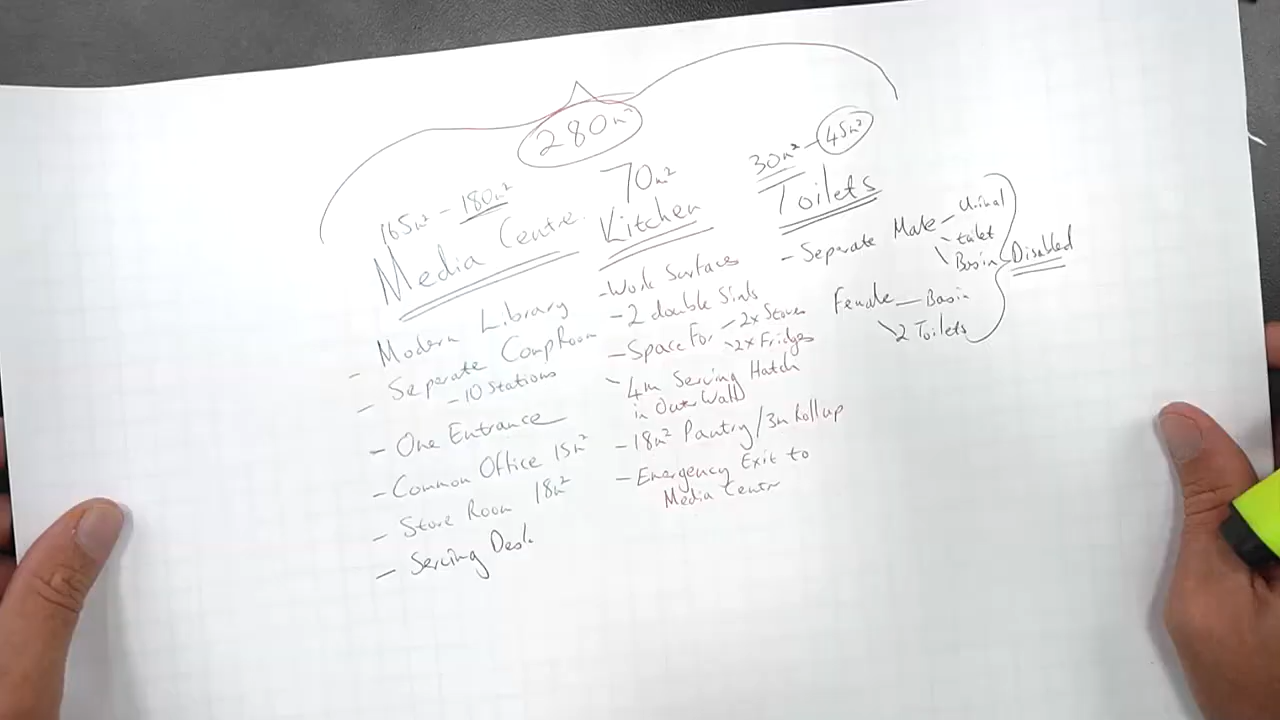 280m²
165m² - 180m²
Media Centre
- Modern Library
- Separate Comp Room
- 10 Stations
- One Entrance
- Common Office 15m²
- Store Room 18m²
- Serving Desk
70m²
Kitchen
- Work Surfaces
- 2 double Sinks
- Space For - 2x Stoves
- 2x Fridges
- 4m Serving Hatch
in Outer Wall
- 18m² Pantry/3m Rollup
- Emergency Exit to
Media Centre
30m² - 45m²
Toilets
- Separate Male - Urinal
- toilet
- Basin
Female - Basin
- 2 Toilets
Disabled